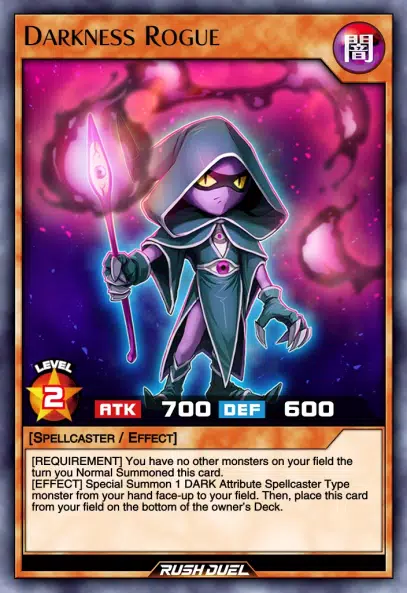 DARKNESS ROGUE
闇
LEVEL
2
ATK 700 DEF 600
[SPELLCASTER / EFFECT]
[REQUIREMENT] You have no other monsters on your field the
turn you Normal Summoned this card.
[EFFECT] Special Summon 1 DARK Attribute Spellcaster Type
monster from your hand face-up to your field. Then, place this card
from your field on the bottom of the owner's Deck.
RUSH DUEL